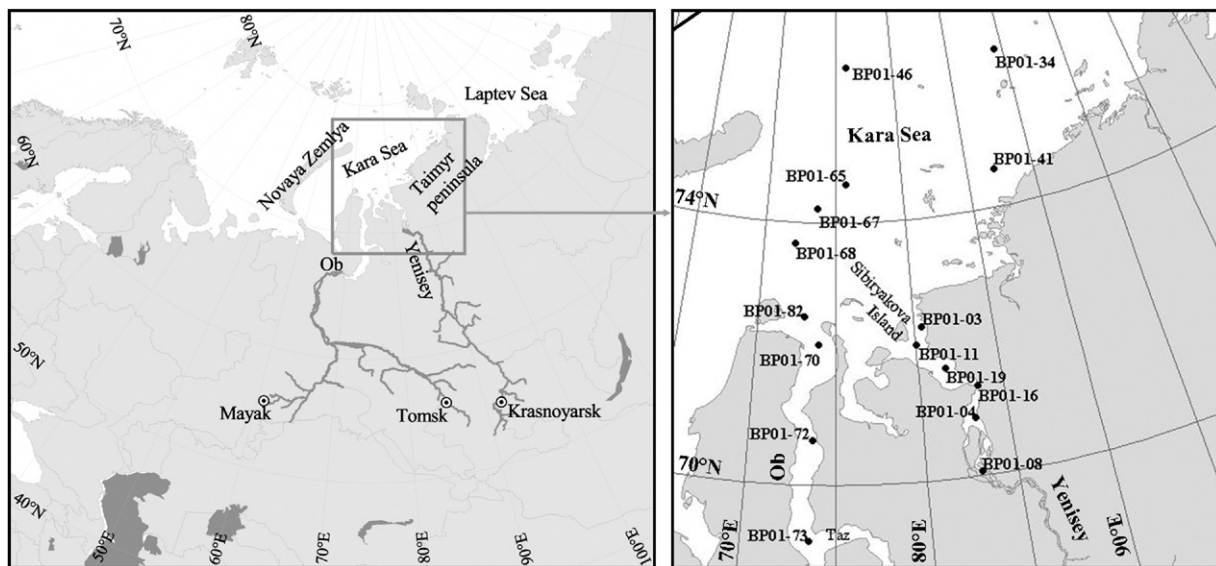 70°N
80°N
60°N
Laptev Sea
Novaya Zemlya
Kara Sea
Taimyr
peninsula
Ob
Yenisey
50°N
Mayak
Tomsk
Krasnoyarsk
40°N
50°E
60°E
70°E
80°E
90°E
100°E
BP01-34
BP01-46
Kara Sea
BP01-41
BP01-65
74°N
BP01-67
BP01-68
Sibiryakova
Island
BP01-82
BP01-03
BP01-70
BP01-11
BP01-19
BP01-16
BP01-04
BP01-72
70°N
Ob
BP01-08
Yenisey
70°E
BP01-73
Taz
80°E
90°E